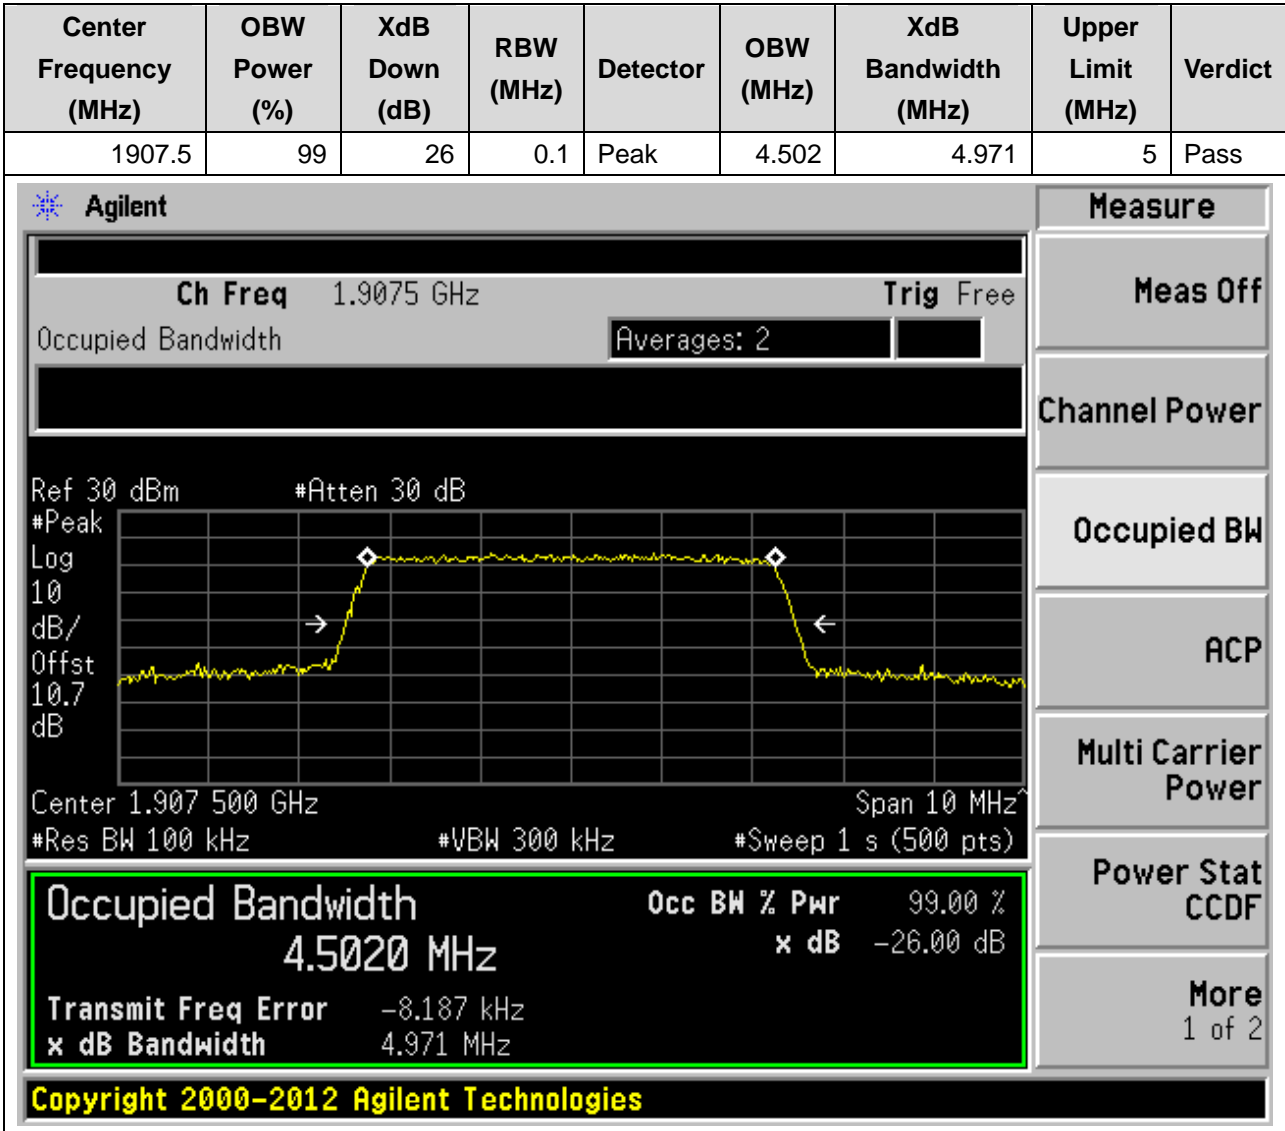 Center Frequency (MHz) OBW Power (%) XdB Down (dB) RBW (MHz) Detector OBW (MHz) XdB Bandwidth (MHz) Upper Limit (MHz) Verdict
1907.5 99 26 0.1 Peak 4.502 4.971 5 Pass
Agilent
Measure
Ch Freq 1.9075 GHz Trig Free
Meas Off
Occupied Bandwidth Averages: 2
Channel Power
Ref 30 dBm #Atten 30 dB
#Peak
Log
10
dB/
Offst
10.7
dB
Occupied BW
ACP
Multi Carrier
Power
Center 1.907 500 GHz Span 10 MHz^
#Res BW 100 kHz #VBW 300 kHz #Sweep 1 s (500 pts)
Power Stat
CCDF
Occupied Bandwidth Occ BW % Pwr 99.00 %
4.5020 MHz x dB -26.00 dB
Transmit Freq Error -8.187 kHz
x dB Bandwidth 4.971 MHz
More
1 of 2
Copyright 2000-2012 Agilent Technologies